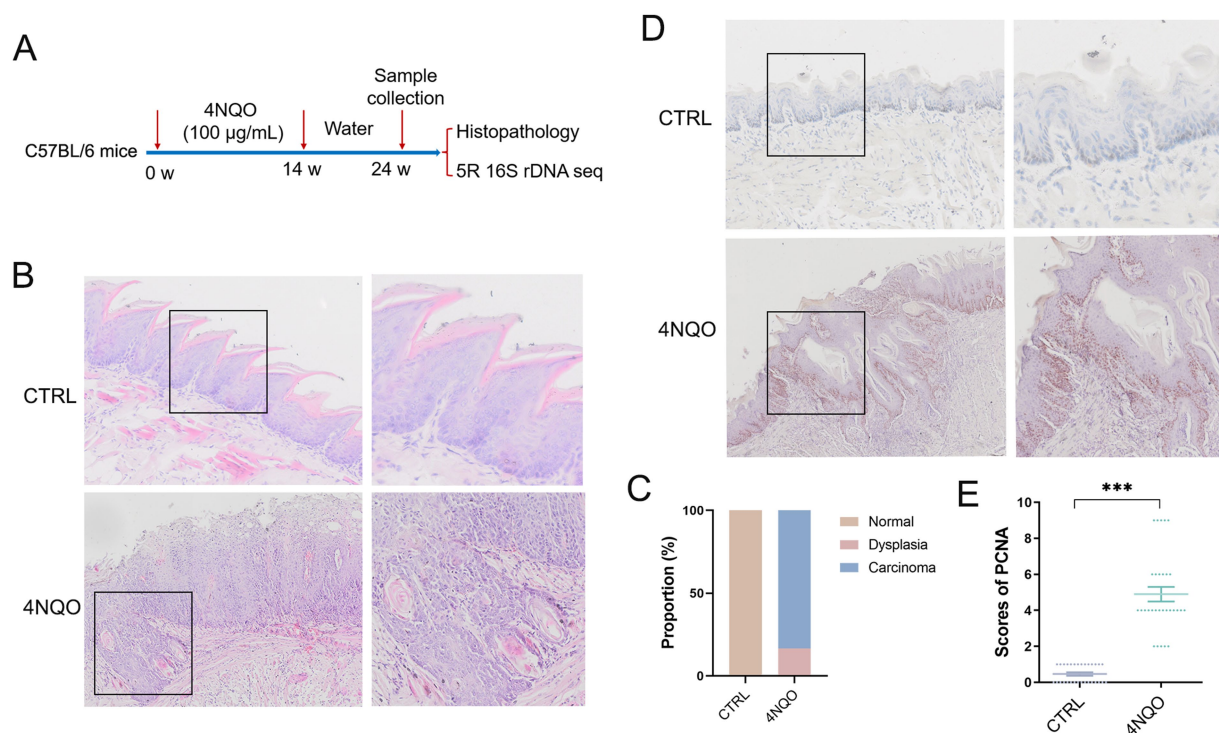 A
C57BL/6 mice
4NQO
(100 µg/mL)
Water
Sample
collection
0 w
14 w
24 w
Histopathology
5R 16S rDNA seq
B
CTRL
4NQO
C
Proportion (%)
100
50
0
CTRL
4NQO
Normal
Dysplasia
Carcinoma
D
CTRL
4NQO
E
Scores of PCNA
10
8
6
4
2
0
***
CTRL
4NQO